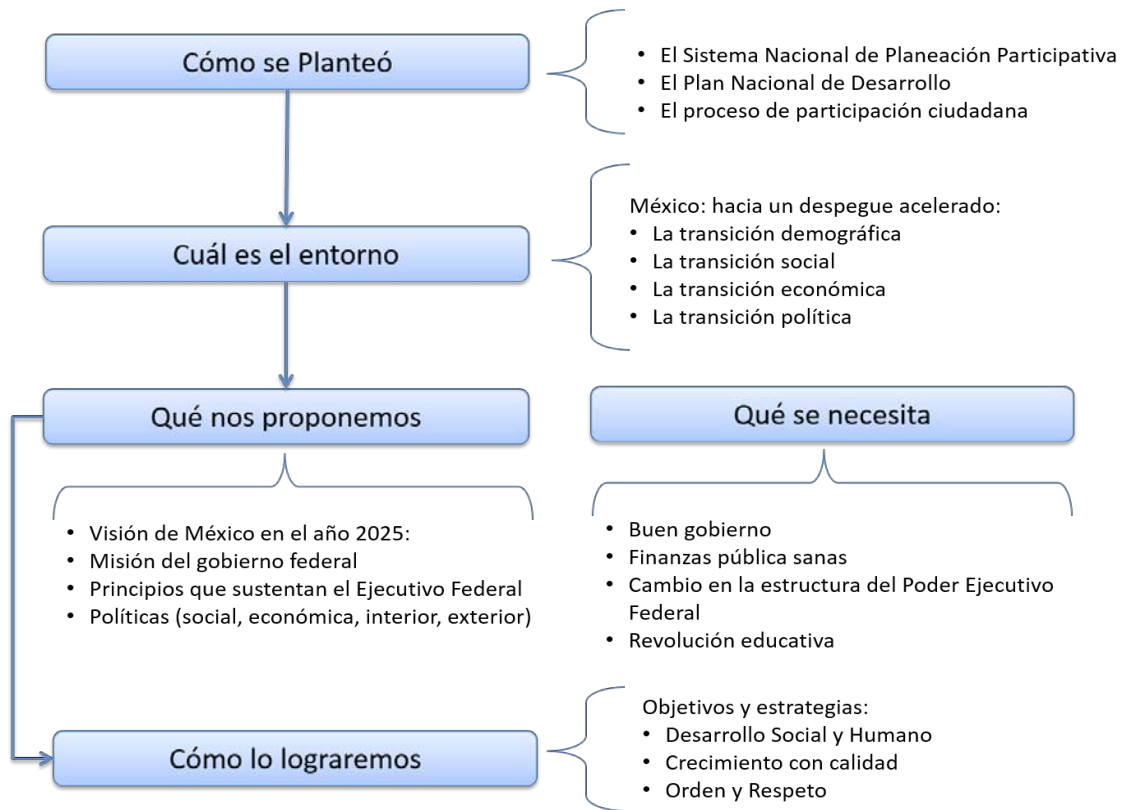 Cómo se Planteó
• El Sistema Nacional de Planeación Participativa
• El Plan Nacional de Desarrollo
• El proceso de participación ciudadana
Cuál es el entorno
México: hacia un despegue acelerado:
• La transición demográfica
• La transición social
• La transición económica
• La transición política
Qué nos proponemos
• Visión de México en el año 2025:
• Misión del gobierno federal
• Principios que sustentan el Ejecutivo Federal
• Políticas (social, económica, interior, exterior)
Qué se necesita
• Buen gobierno
• Finanzas pública sanas
• Cambio en la estructura del Poder Ejecutivo
Federal
• Revolución educativa
Cómo lo lograremos
Objetivos y estrategias:
• Desarrollo Social y Humano
• Crecimiento con calidad
• Orden y Respeto